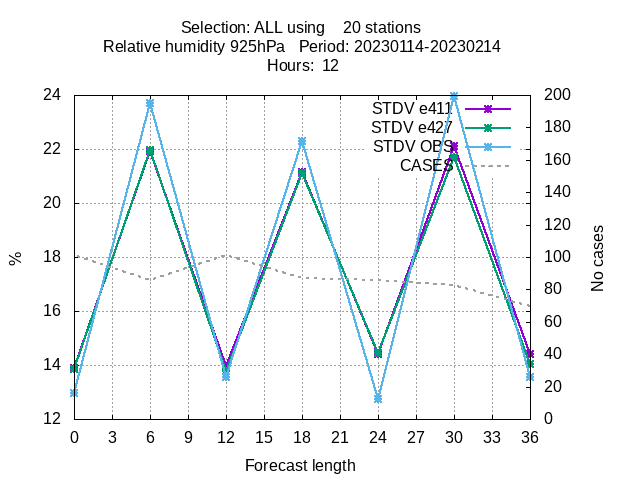 Selection: ALL using    20 stations
Relative humidity 925hPa   Period: 20230114-20230214
Hours:  12
24
22
20
18
16
14
12
%
200
180
160
140
120
100
80
60
40
20
0
No cases
STDV e411
STDV e427
STDV OBS
CASES
0 3 6 9 12 15 18 21 24 27 30 33 36
Forecast length